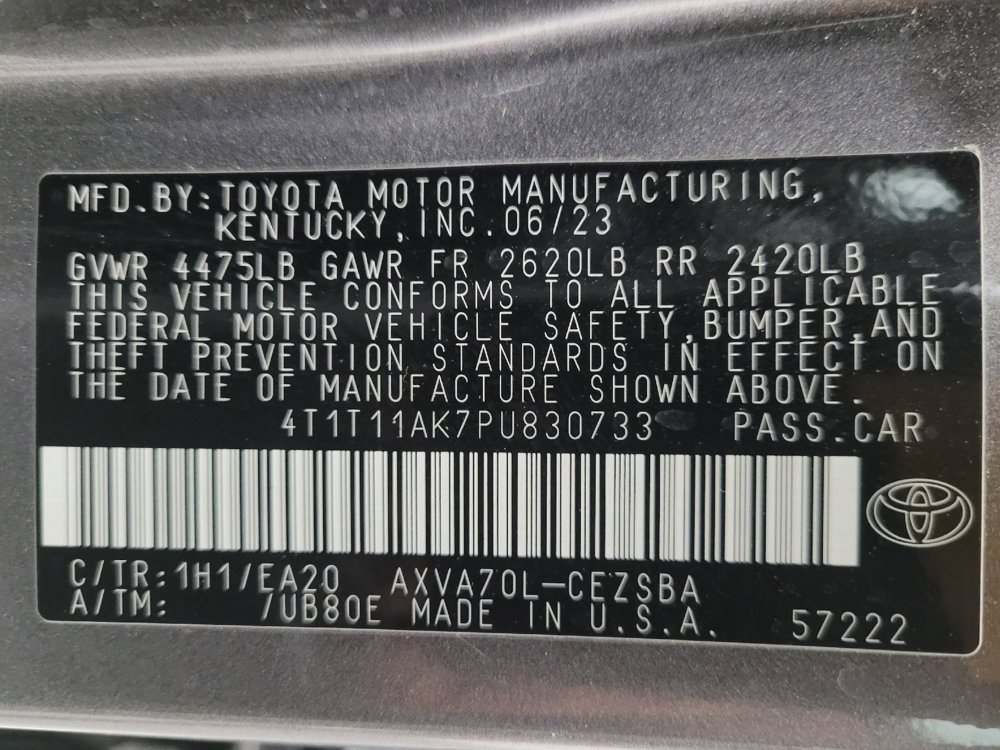 MFD.BY:TOYOTA MOTOR MANUFACTURING,
KENTUCKY, INC. 06/23
GVWR 4475LB GAWR FR 2620LB RR 2420LB
THIS VEHICLE CONFORMS TO ALL APPLICABLE
FEDERAL MOTOR VEHICLE SAFETY, BUMPER, AND
THEFT PREVENTION STANDARDS IN EFFECT ON
THE DATE OF MANUFACTURE SHOWN ABOVE.
4T1T11AK7PU830733 PASS.CAR
C/TR:1H1/EA20 AXVA70L-CEZSBA
A/TM: /UB80E MADE IN U.S.A. 57222